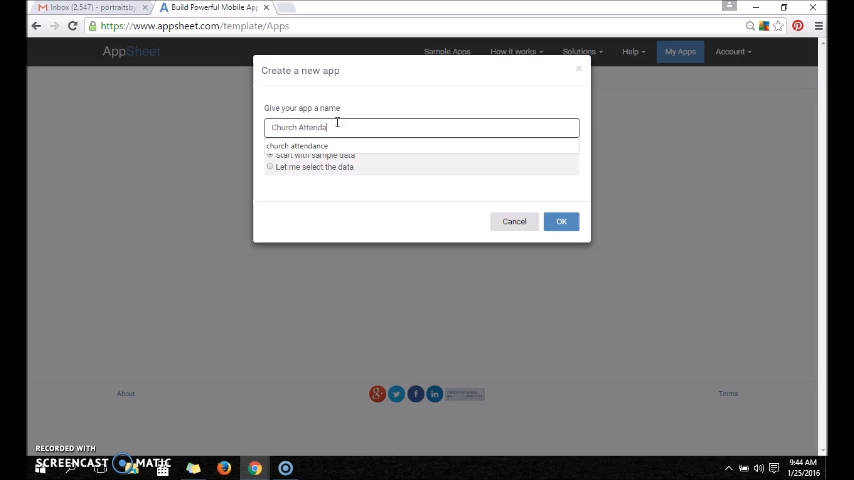 Inbox (2,547) - portraitsby
Build Powerful Mobile App
https://www.appsheet.com/template/Apps
AppSheet
Sample Apps
How it works
Solutions
Help
My Apps
Account
Create a new app
×
Give your app a name
Church Attenda
church attendance
Start with sample data
Let me select the data
Cancel
OK
About
Terms
RECORDED WITH
SCREENCAST MATIC
9:44 AM
1/25/2016